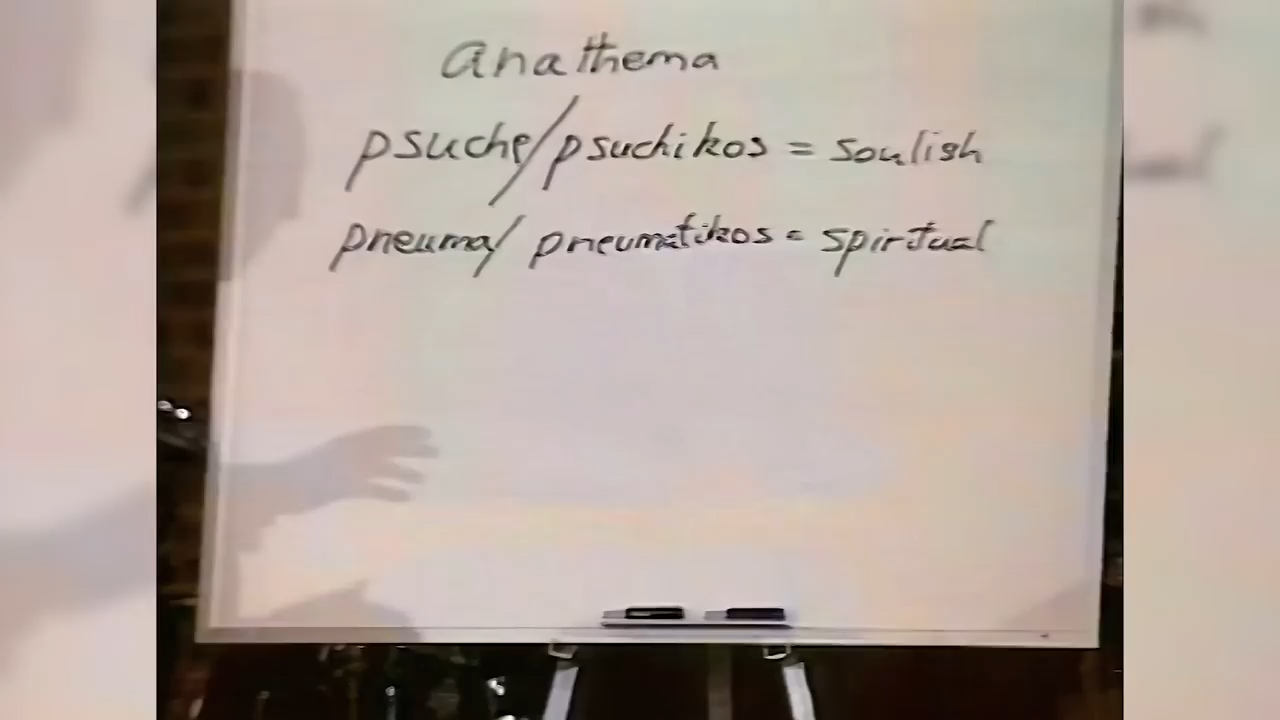 anathema
psuche/psuchikos = soulish
pneuma/ pneumatikos = spiritual